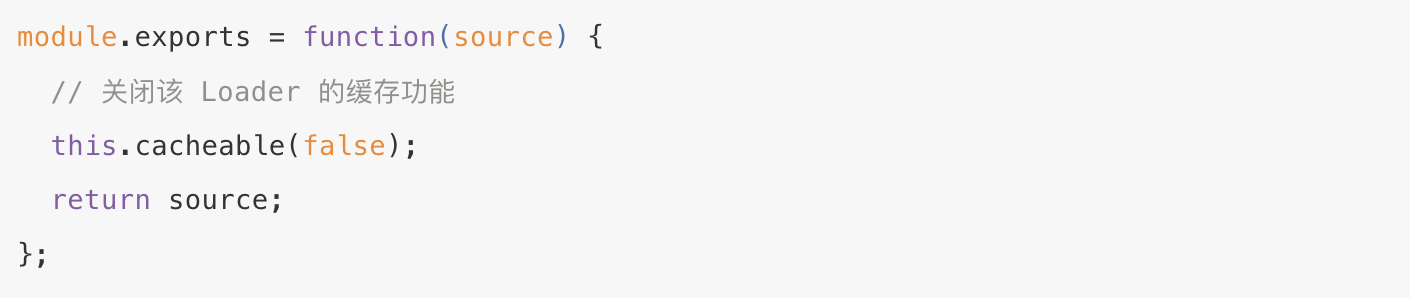 module.exports = function(source) {
  // 关闭该 Loader 的缓存功能
  this.cacheable(false);
  return source;
};